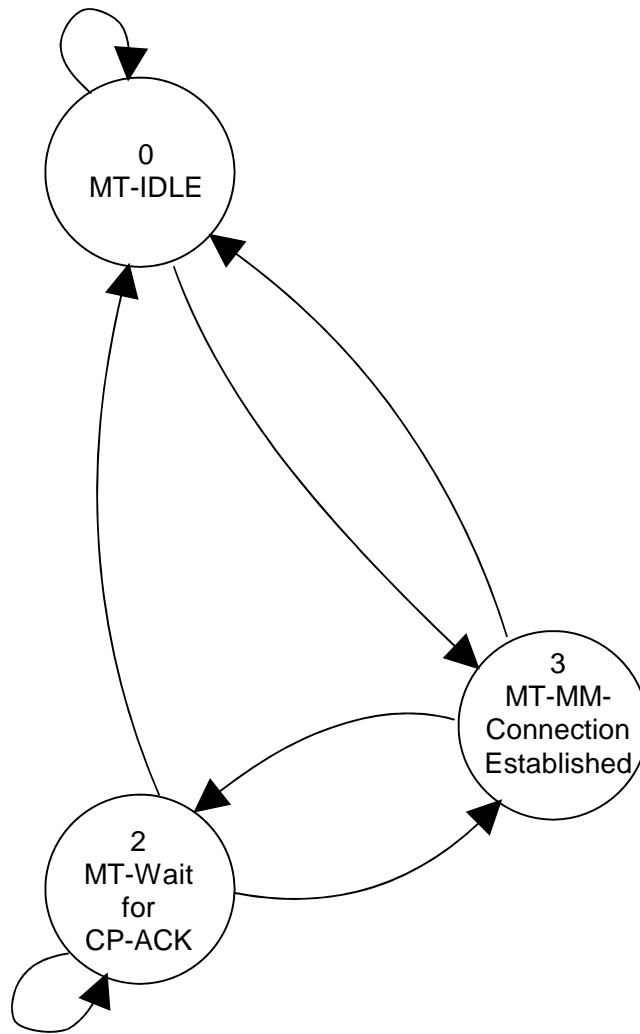 0
MT-IDLE
3
MT-MM-
Connection
Established
2
MT-Wait
for
CP-ACK